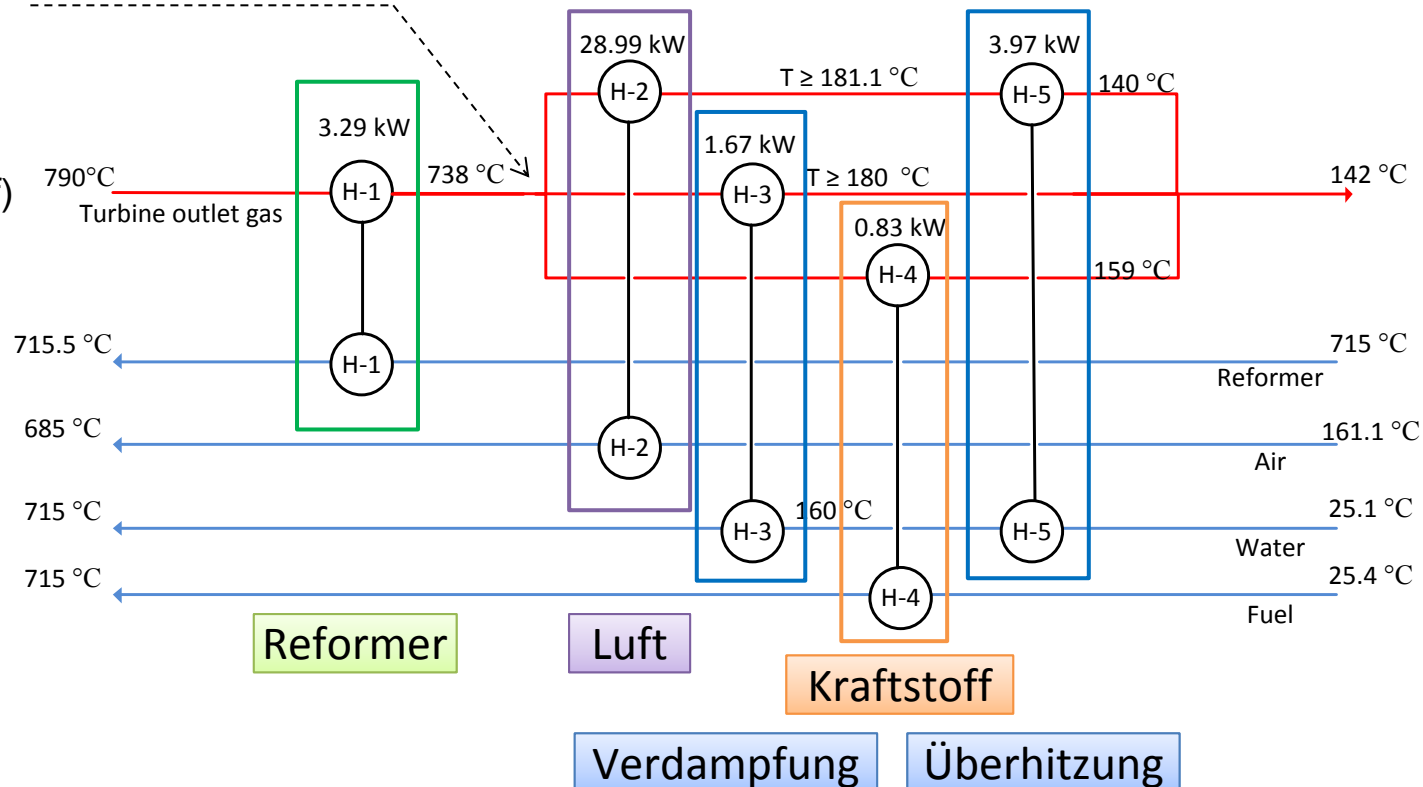 28.99 kW
3.97 kW
H-2
T ≥ 181.1 °C
H-5
140 °C
3.29 kW
1.67 kW
f)
790°C
H-1
738 °C
H-3
T ≥ 180 °C
142 °C
Turbine outlet gas
0.83 kW
H-4
159 °C
715.5 °C
H-1
715 °C
Reformer
685 °C
H-2
161.1 °C
Air
715 °C
H-3
160 °C
H-5
25.1 °C
Water
715 °C
H-4
25.4 °C
Fuel
Reformer
Luft
Kraftstoff
Verdampfung
Überhitzung